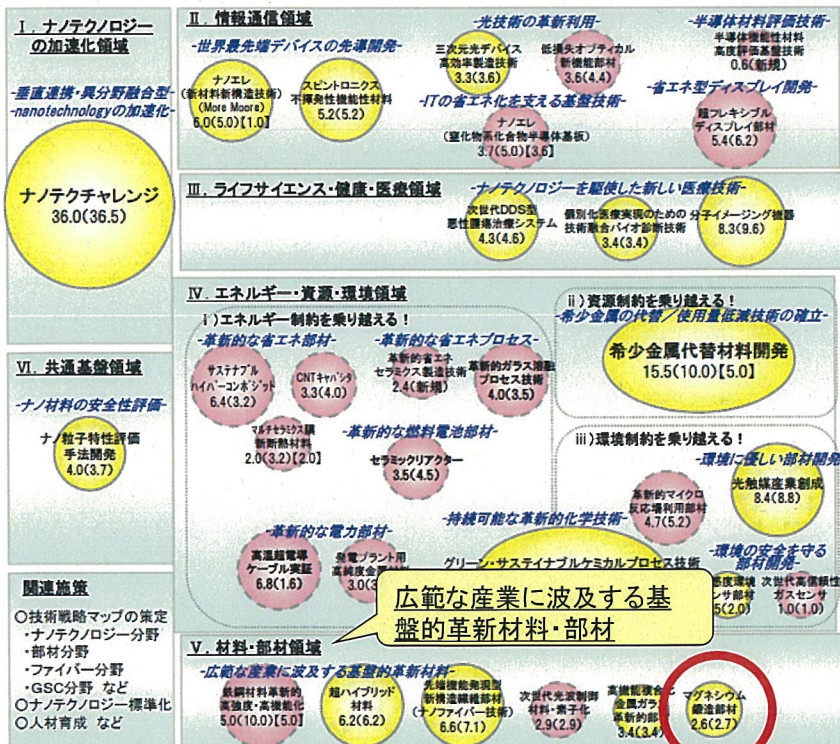 Ⅰ．ナノテクノロジー
の加速化領域
-垂直連携・異分野融合型-
-nanotechnologyの加速化-
ナノテクチャレンジ
36.0(36.5)
Ⅱ．情報通信領域
-世界最先端デバイスの先導開発-
ナノエレ
(新材料新構造技術)
(More Moore)
6.0(5.0)【1.0】
スピントロニクス
不揮発性機能性材料
5.2(5.2)
-光技術の革新利用-
三次元光デバイス
高効率製造技術
3.3(3.6)
低損失オプティカル
新機能部材
3.6(4.4)
-ITの省エネ化を支える基盤技術-
ナノエレ
(窒化物系化合物半導体基板)
3.7(5.0)【3.6】
-半導体材料評価技術-
半導体機能性材料
高度評価基盤技術
0.6(新規)
-省エネ型ディスプレイ開発-
超フレキシブル
ディスプレイ部材
5.4(6.2)
Ⅲ．ライフサイエンス・健康・医療領域
-ナノテクノロジーを駆使した新しい医療技術-
次世代DDS型
悪性腫瘍治療システム
4.3(4.6)
個別化医療実現のための
技術融合バイオ診断技術
3.4(3.4)
分子イメージング機器
8.3(9.6)
Ⅳ．エネルギー・資源・環境領域
ⅰ)エネルギー制約を乗り越える！
-革新的な省エネ部材-
サステナブル
ハイパーコンポジット
6.4(3.2)
CNTキャパシタ
3.3(4.0)
マルチセラミックス膜
新断熱材料
2.0(3.2)【2.0】
-革新的な省エネプロセス-
革新的省エネ
セラミックス製造技術
2.4(新規)
革新的ガラス溶融
プロセス技術
4.0(3.5)
-革新的な燃料電池部材-
セラミックリアクター
3.5(4.5)
-革新的な電力部材-
高温超電導
ケーブル実証
6.8(1.6)
発電プラント用
高純度金属
3.0(3
ⅱ)資源制約を乗り越える！
-希少金属の代替／使用量低減技術の確立-
希少金属代替材料開発
15.5(10.0)【5.0】
ⅲ)環境制約を乗り越える！
-環境に優しい部材開発-
光触媒産業創成
8.4(8.8)
革新的マイクロ
反応場利用部材
4.7(5.2)
-持続可能な革新的化学技術-
グリーン・サステイナブルケミカルプロセス技術
-環境の安全を守る
部材開発-
感度環境
ンサ部材
5(2.0)
次世代高信頼性
ガスセンサ
1.0(1.0)
広範な産業に波及する基
盤的革新材料・部材
Ⅴ．材料・部材領域
-広範な産業に波及する基盤的革新材料-
鉄鋼材料革新的
高強度・高機能化
5.0(10.0)【5.0】
超ハイブリッド
材料
6.2(6.2)
先端機能発現型
新構造繊維部材
(ナノファイバー技術)
6.6(7.1)
次世代光波制御
材料・素子化
2.9(2.9)
高機能複合化
金属ガラス
革新的部材
3.4(3.4)
マグネシウム
鍛造部材
2.6(2.7)
Ⅵ．共通基盤領域
-ナノ材料の安全性評価-
ナノ粒子特性評価
手法開発
4.0(3.7)
関連施策
○技術戦略マップの策定
・ナノテクノロジー分野
・部材分野
・ファイバー分野
・GSC分野 など
○ナノテクノロジー標準化
○人材育成 など